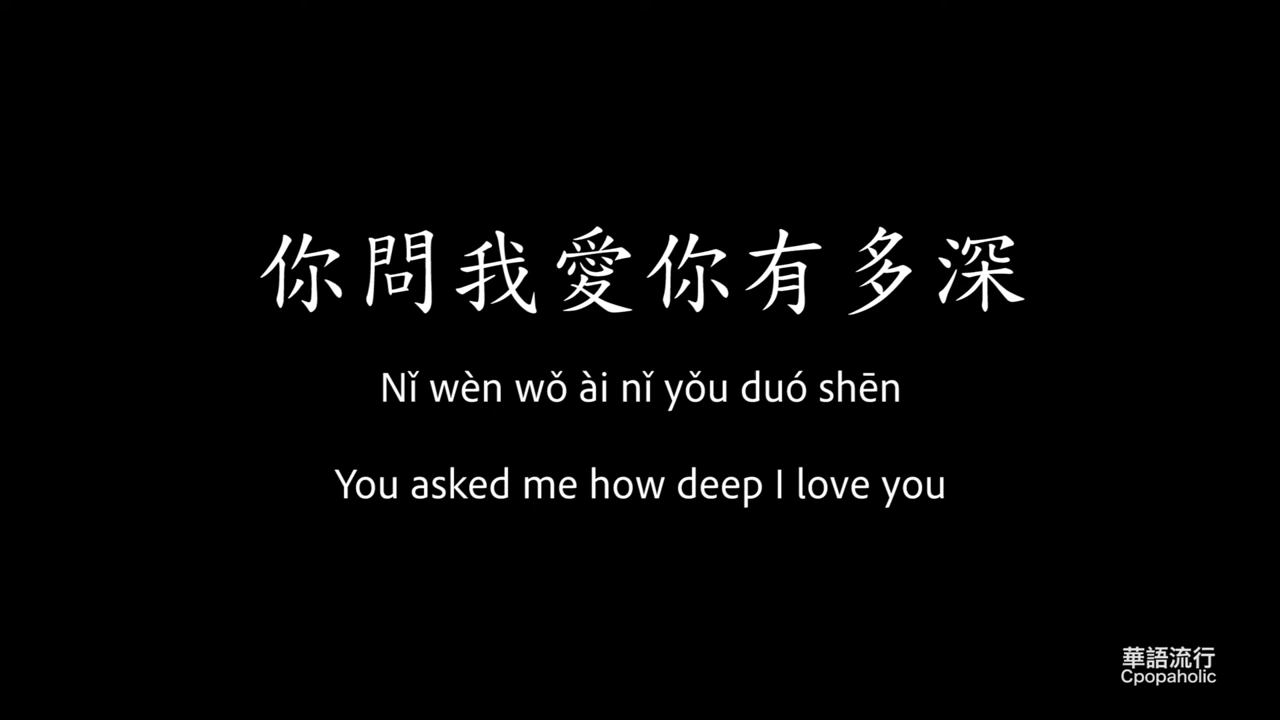 你問我愛你有多深
Nǐ wèn wǒ ài nǐ yǒu duó shēn
You asked me how deep I love you
華語流行
Cpopaholic